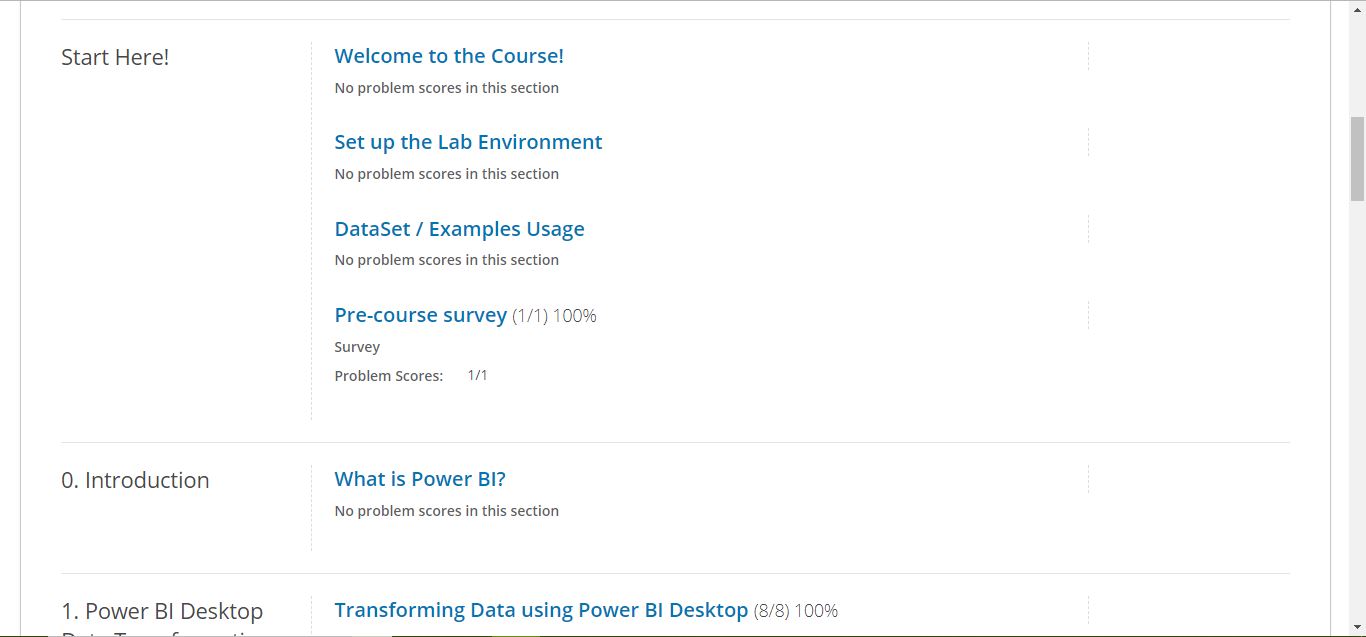 Start Here!
Welcome to the Course!
No problem scores in this section
Set up the Lab Environment
No problem scores in this section
DataSet / Examples Usage
No problem scores in this section
Pre-course survey (1/1) 100%
Survey
Problem Scores: 1/1
0. Introduction
What is Power BI?
No problem scores in this section
1. Power BI Desktop
Transforming Data using Power BI Desktop (8/8) 100%